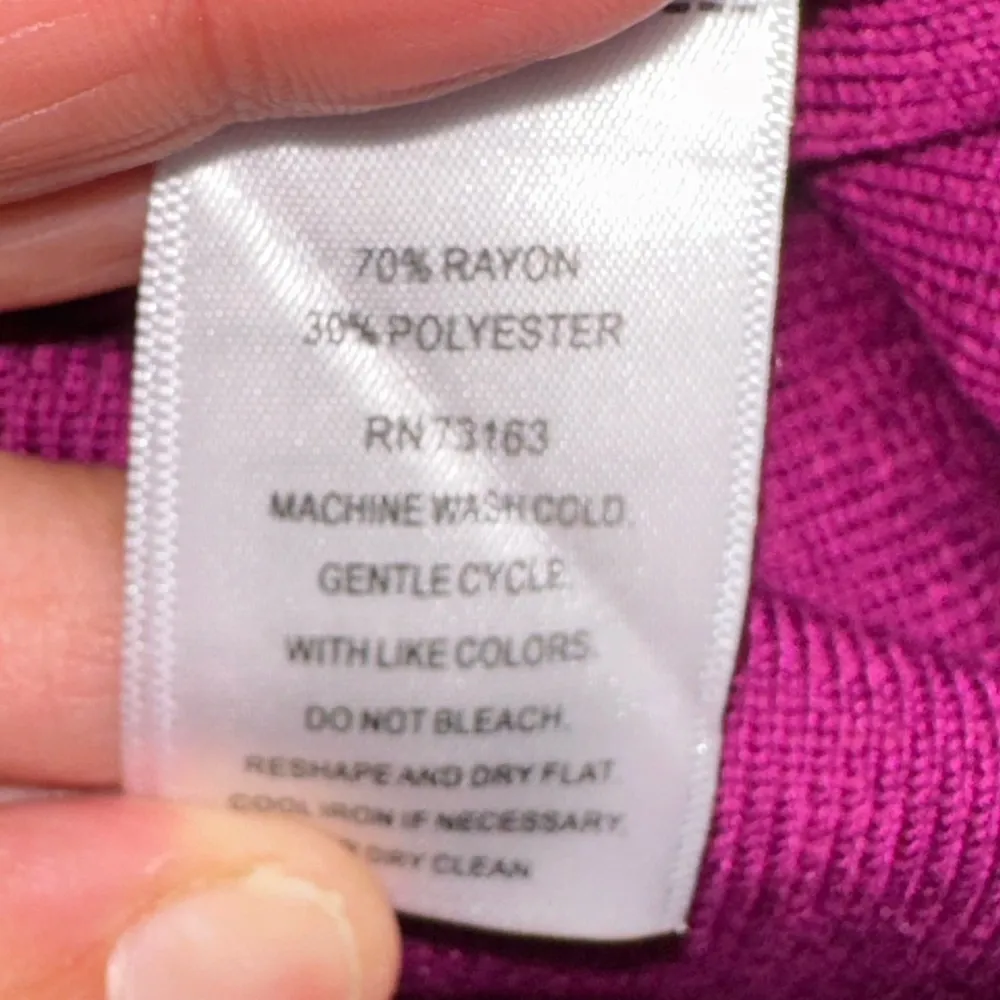 70% RAYON
30% POLYESTER
RN 73163
MACHINE WASH COLD.
GENTLE CYCLE.
WITH LIKE COLORS.
DO NOT BLEACH.
RESHAPE AND DRY FLAT.
COOL IRON IF NECESSARY.
DRY CLEAN